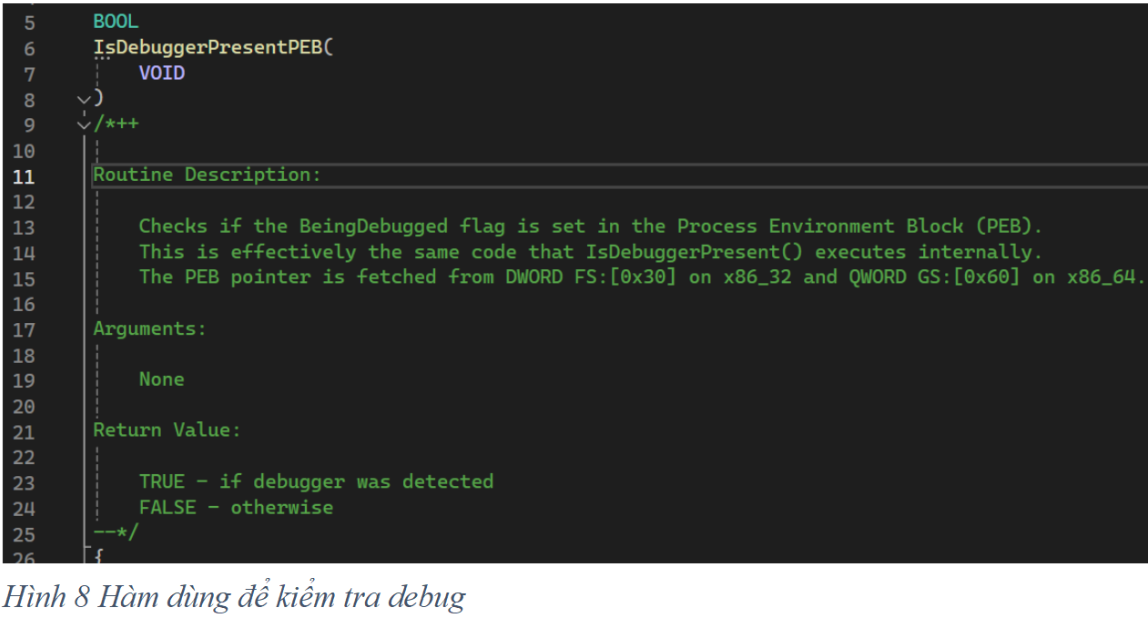 5 BOOL
6 IsDebuggerPresentPEB(
7 VOID
8 )
9 /*++
10
11 Routine Description:
12
13 Checks if the BeingDebugged flag is set in the Process Environment Block (PEB).
14 This is effectively the same code that IsDebuggerPresent() executes internally.
15 The PEB pointer is fetched from DWORD FS:[0x30] on x86_32 and QWORD GS:[0x60] on x86_64.
16
17 Arguments:
18
19 None
20
21 Return Value:
22
23 TRUE - if debugger was detected
24 FALSE - otherwise
25 --*/
26 {
Hình 8 Hàm dùng để kiểm tra debug